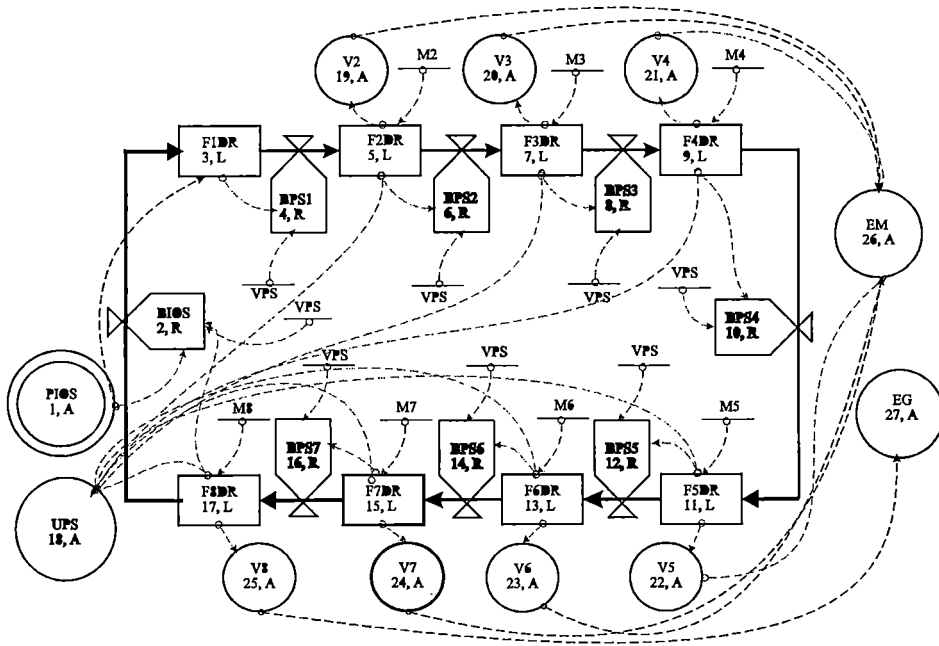 V2
19, A
M2
V3
20, A
M3
V4
21, A
M4
F1DR
3, L
F2DR
5, L
F3DR
7, L
F4DR
9, L
BPS1
4, R
BPS2
6, R
BPS3
8, R
EM
26, A
VPS
VPS
VPS
VPS
BIOS
2, R
VPS
BPS4
10, R
PIOS
1, A
VPS
VPS
VPS
EG
27, A
M8
M7
M6
M5
BPS7
16, R
BPS6
14, R
BPS5
12, R
F8DR
17, L
F7DR
15, L
F6DR
13, L
F5DR
11, L
UPS
18, A
V8
25, A
V7
24, A
V6
23, A
V5
22, A